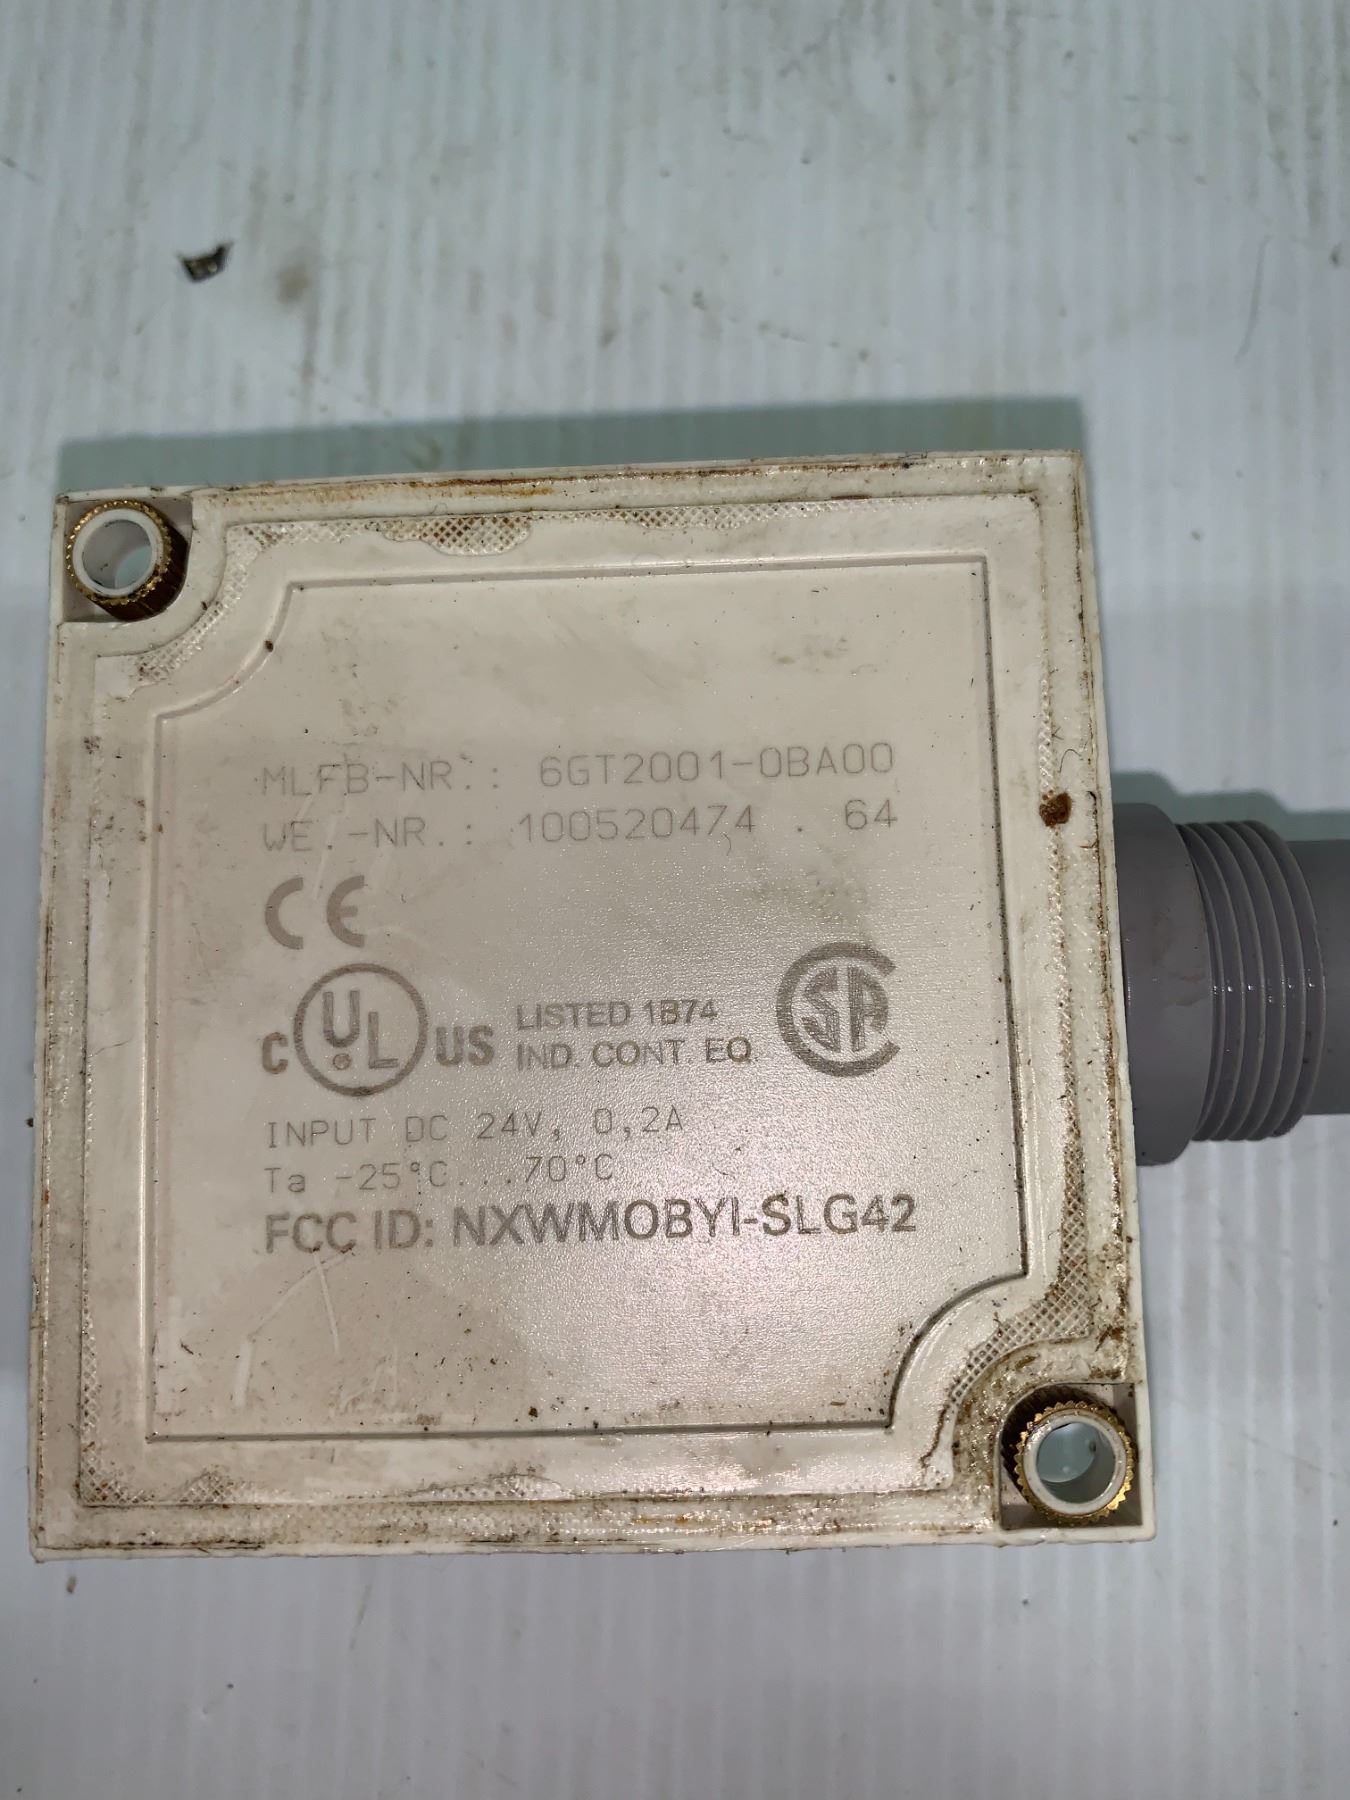 MLFB-NR.: 6GT2001-0BA00
WE.-NR.: 100520474 . 64
CE
C UL US LISTED 1B74
IND. CONT. EQ
SA
INPUT DC 24V, 0,2A
Ta -25°C...70°C
FCC ID: NXWMOBYI-SLG42